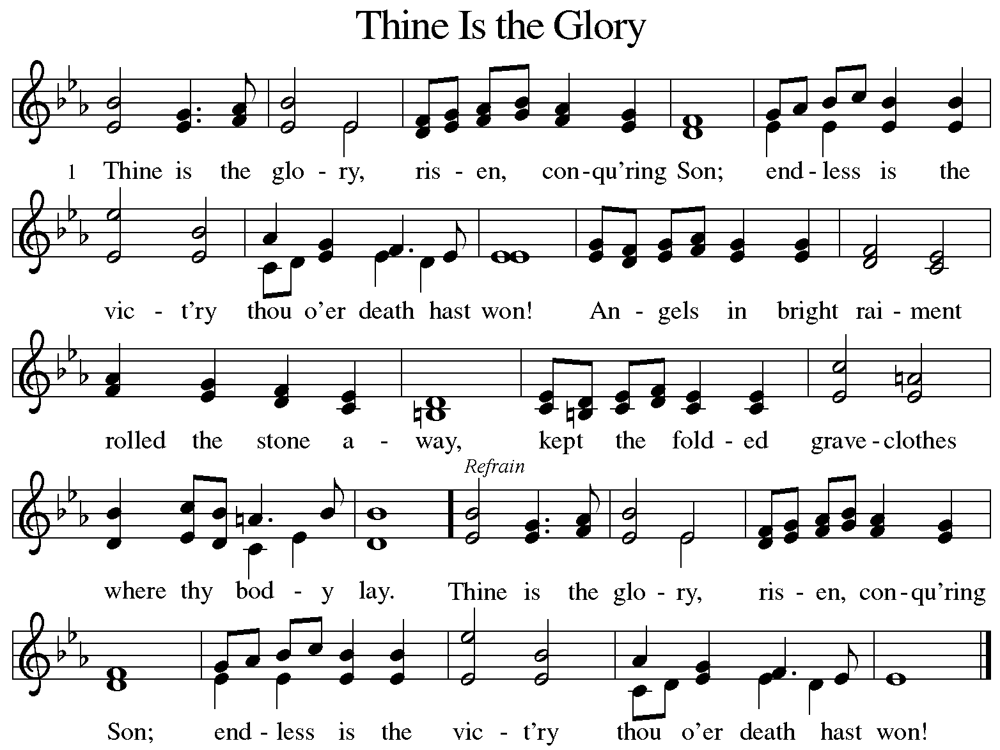 Thine Is the Glory
1 Thine is the glo - ry, ris - en, con - qu'ring Son; end - less is the
vic - t'ry thou o'er death hast won! An - gels in bright rai - ment
rolled the stone a - way, kept the fold - ed grave - clothes
Refrain
where thy bod - y lay. Thine is the glo - ry, ris - en, con - qu'ring
Son; end - less is the vic - t'ry thou o'er death hast won!